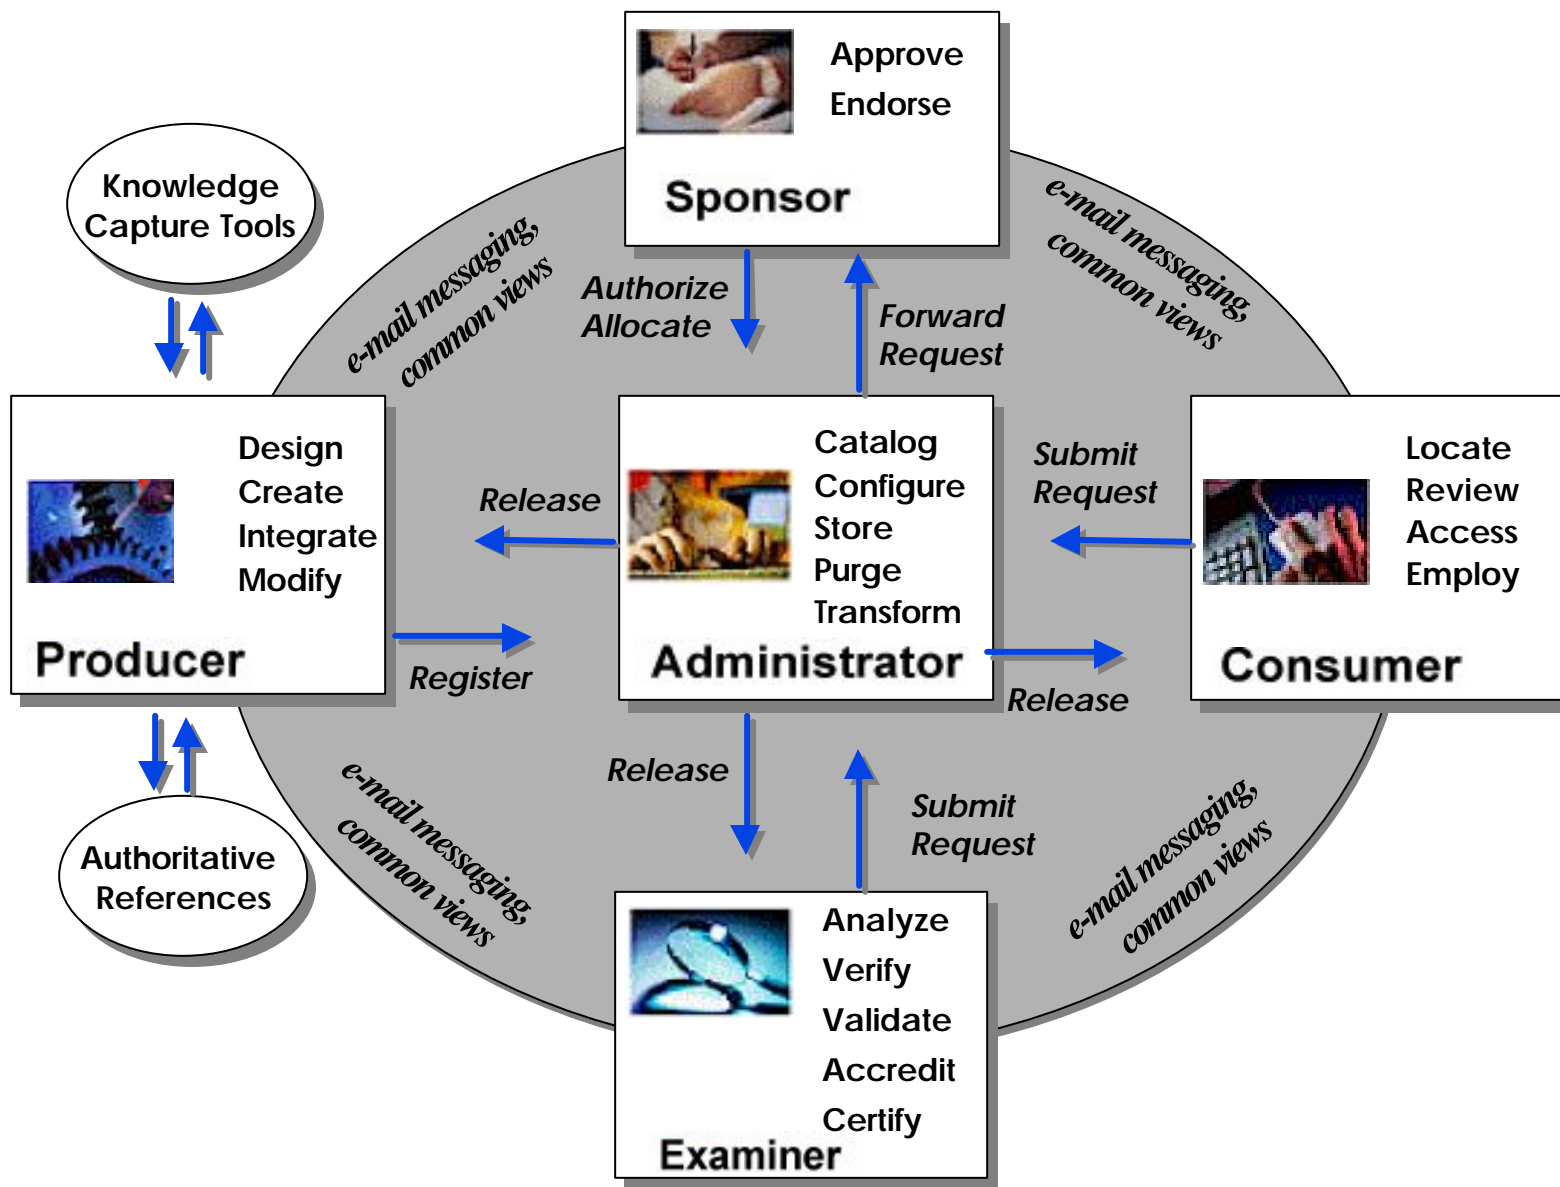 Approve
Endorse
Sponsor
Knowledge
Capture Tools
e-mail messaging,
common views
e-mail messaging,
common views
Authorize
Allocate
Forward
Request
Design
Create
Integrate
Modify
Producer
Release
Register
Catalog
Configure
Store
Purge
Transform
Administrator
Submit
Request
Release
Locate
Review
Access
Employ
Consumer
Authoritative
References
e-mail messaging,
common views
Release
Submit
Request
e-mail messaging,
common views
Analyze
Verify
Validate
Accredit
Certify
Examiner